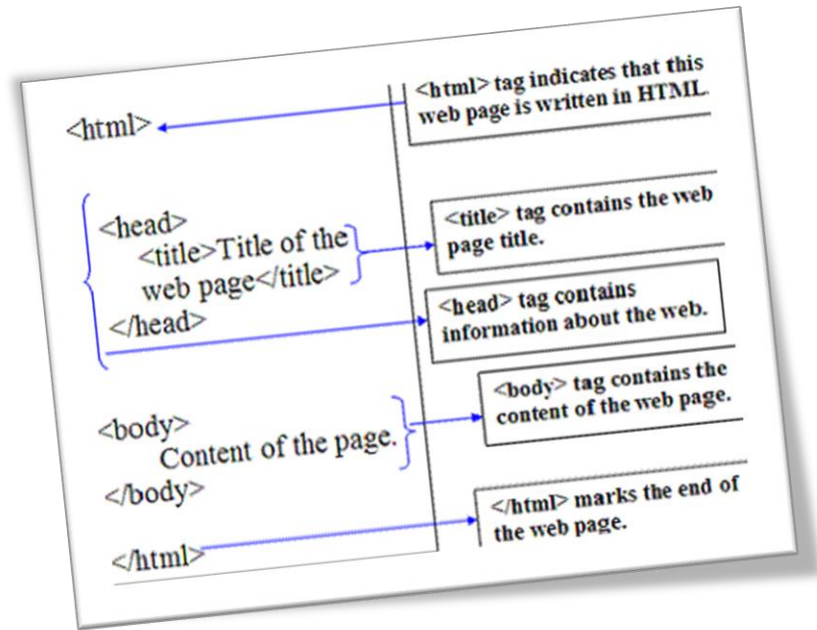 <html>
<html> tag indicates that this
web page is written in HTML.
<head>
<title>Title of the
web page</title>
</head>
<title> tag contains the web
page title.
<head> tag contains
information about the web.
<body>
Content of the page.
</body>
<body> tag contains the
content of the web page.
</html>
</html> marks the end of
the web page.